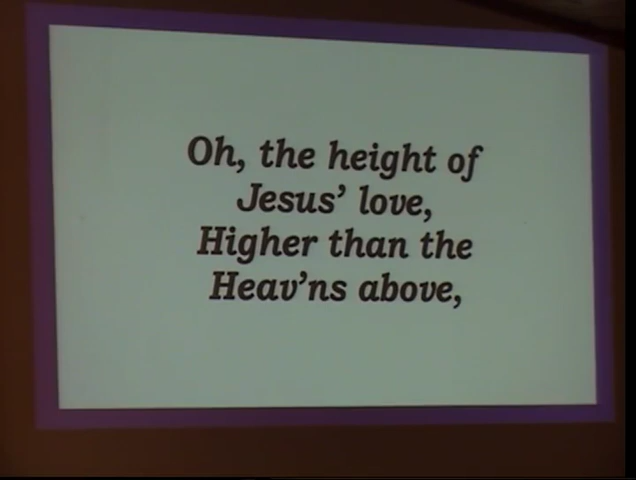 Oh, the height of
Jesus’ love,
Higher than the
Heav’ns above,